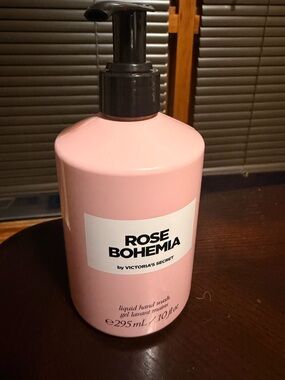 ROSE
BOHEMIA
by VICTORIA'S SECRET
liquid hand wash
gel lavant mains
℮295 mL / 10 fl oz